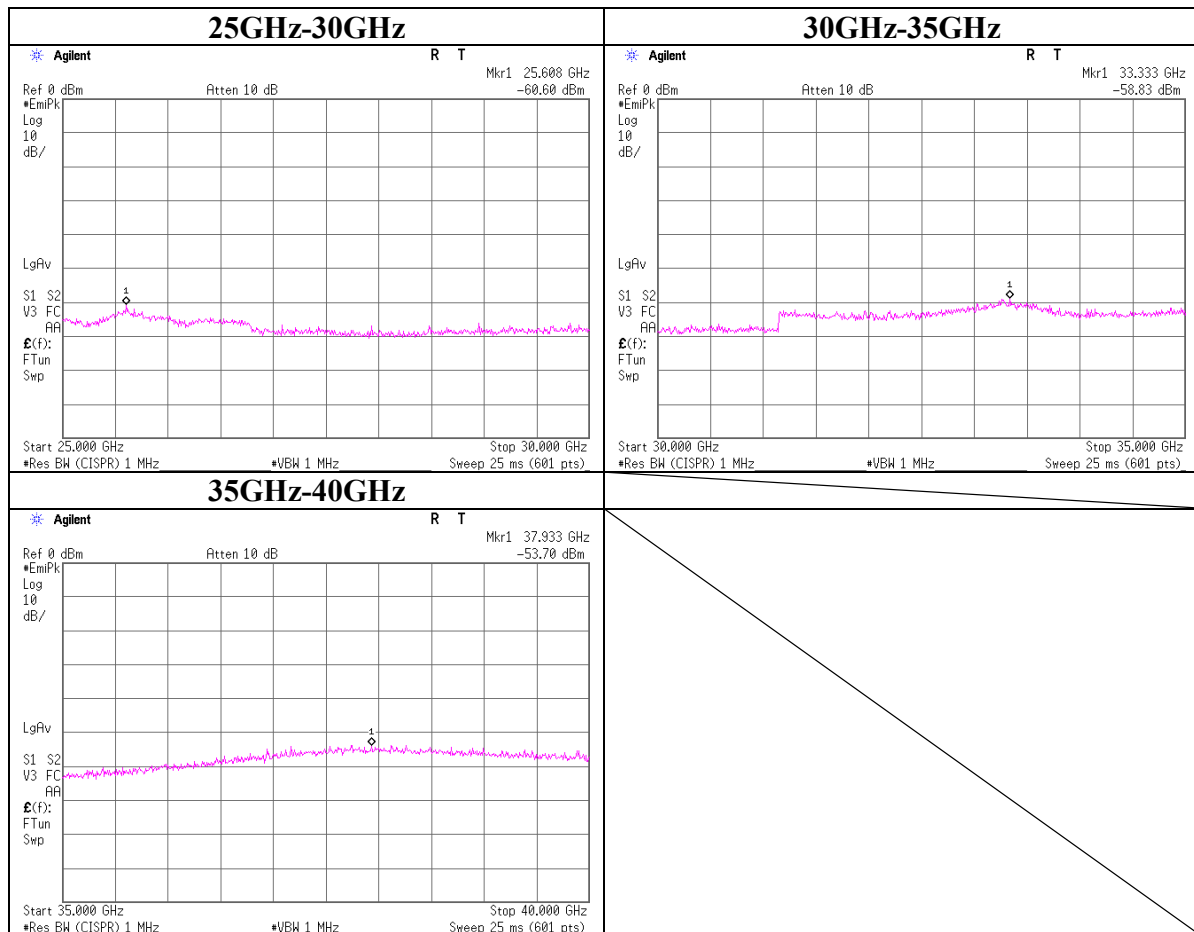 25GHz-30GHz
Agilent
R T
Mkr1 25.608 GHz
Ref 0 dBm
Atten 10 dB
-60.60 dBm
#EmiPk
Log
10
dB/
1
LgAv
S1 S2
V3 FC
AA
£(f):
FTun
Swp
Start 25.000 GHz
Stop 30.000 GHz
#Res BW (CISPR) 1 MHz
#VBW 1 MHz
Sweep 25 ms (601 pts)
30GHz-35GHz
Agilent
R T
Mkr1 33.333 GHz
Ref 0 dBm
Atten 10 dB
-58.83 dBm
#EmiPk
Log
10
dB/
1
LgAv
S1 S2
V3 FC
AA
£(f):
FTun
Swp
Start 30.000 GHz
Stop 35.000 GHz
#Res BW (CISPR) 1 MHz
#VBW 1 MHz
Sweep 25 ms (601 pts)
35GHz-40GHz
Agilent
R T
Mkr1 37.933 GHz
Ref 0 dBm
Atten 10 dB
-53.70 dBm
#EmiPk
Log
10
dB/
1
LgAv
S1 S2
V3 FC
AA
£(f):
FTun
Swp
Start 35.000 GHz
Stop 40.000 GHz
#Res BW (CISPR) 1 MHz
#VBW 1 MHz
Sweep 25 ms (601 pts)